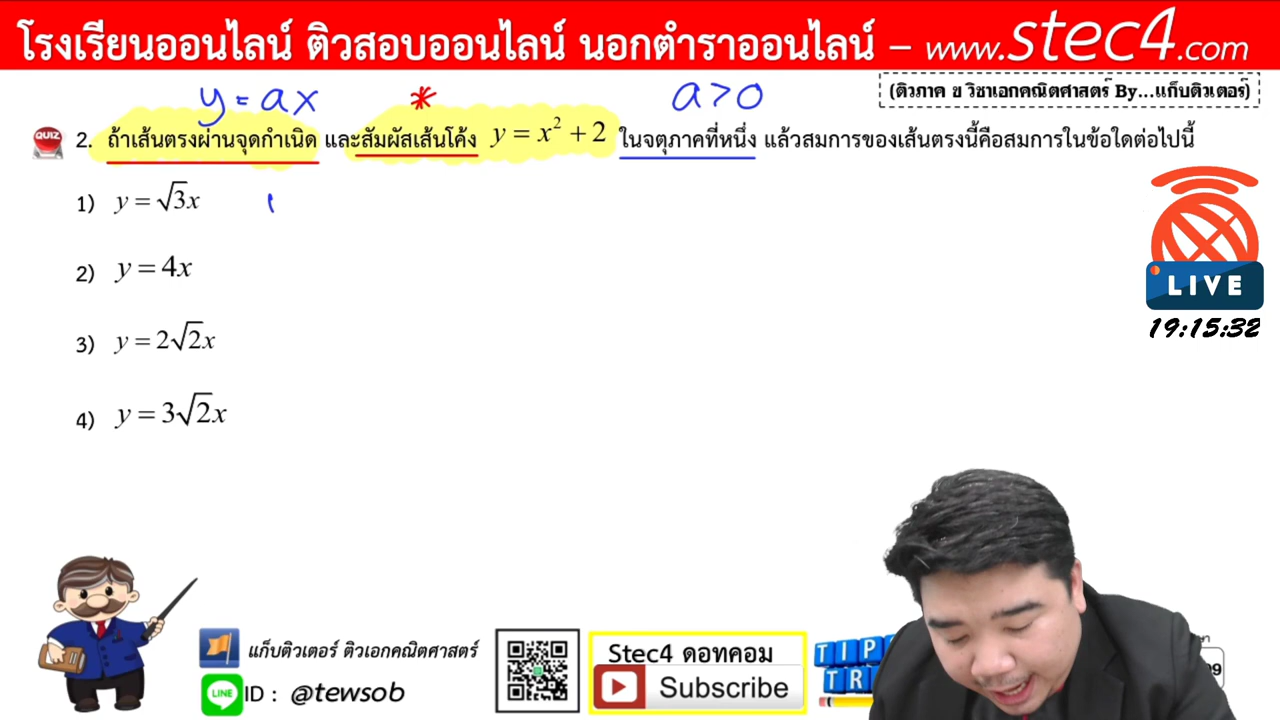 โรงเรียนออนไลน์ ติวสอบออนไลน์ นอกตำราออนไลน์ – www.stec4.com
(ติวภาค ข วิชาเอกคณิตศาสตร์ By...แก็บติวเตอร์)
y = ax * a > 0
QUIZ 2. ถ้าเส้นตรงผ่านจุดกำเนิด และสัมผัสเส้นโค้ง y = x² + 2 ในจตุภาคที่หนึ่ง แล้วสมการของเส้นตรงนี้คือสมการในข้อใดต่อไปนี้
1) y = √3x
2) y = 4x
3) y = 2√2x
4) y = 3√2x
LIVE
19:15:32
แก็บติวเตอร์ ติวเอกคณิตศาสตร์
LINE ID : @tewsob
Stec4 ดอทคอม
Subscribe